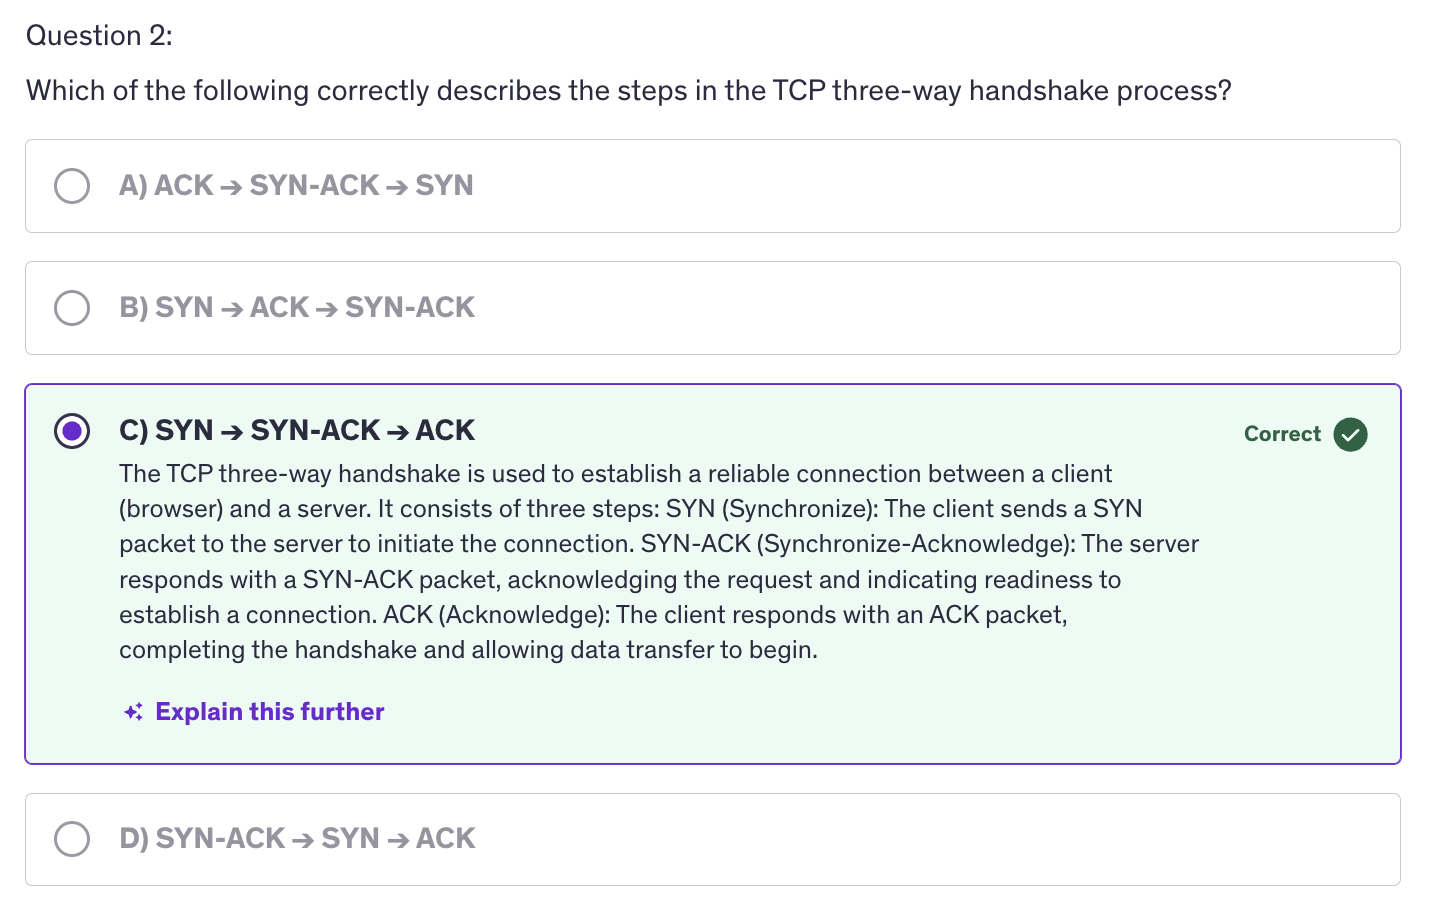 Question 2:
Which of the following correctly describes the steps in the TCP three-way handshake process?
A) ACK → SYN-ACK → SYN
B) SYN → ACK → SYN-ACK
C) SYN → SYN-ACK → ACK
Correct
The TCP three-way handshake is used to establish a reliable connection between a client
(browser) and a server. It consists of three steps: SYN (Synchronize): The client sends a SYN
packet to the server to initiate the connection. SYN-ACK (Synchronize-Acknowledge): The server
responds with a SYN-ACK packet, acknowledging the request and indicating readiness to
establish a connection. ACK (Acknowledge): The client responds with an ACK packet,
completing the handshake and allowing data transfer to begin.
Explain this further
D) SYN-ACK → SYN → ACK